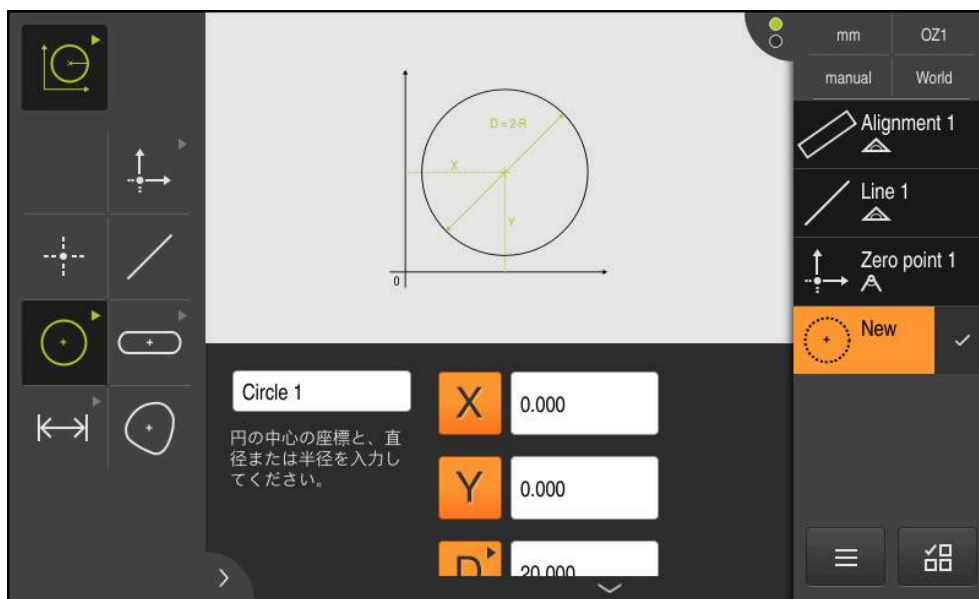 mm
OZ1
manual
World
D = 2·R
X
Y
0
Alignment 1
Line 1
Zero point 1
New
Circle 1
円の中心の座標と、直
径または半径を入力し
てください。
X
0.000
Y
0.000
D
20.000